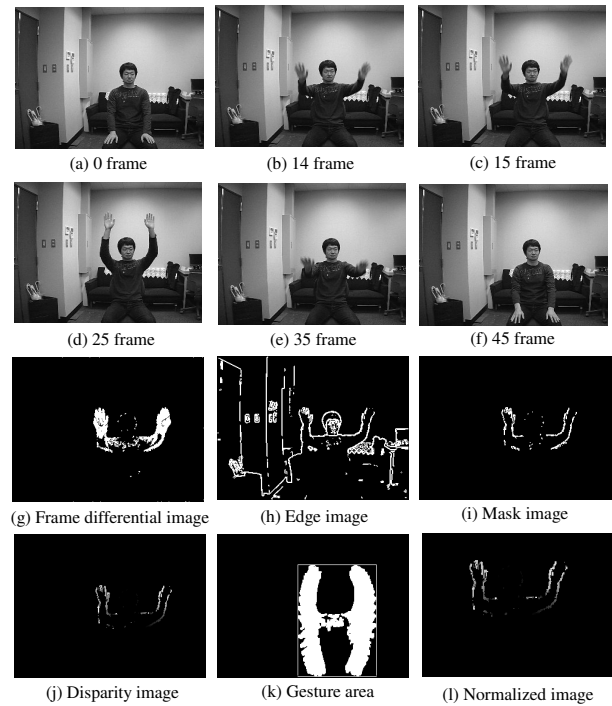 (a) 0 frame
(b) 14 frame
(c) 15 frame
(d) 25 frame
(e) 35 frame
(f) 45 frame
(g) Frame differential image
(h) Edge image
(i) Mask image
(j) Disparity image
(k) Gesture area
(l) Normalized image